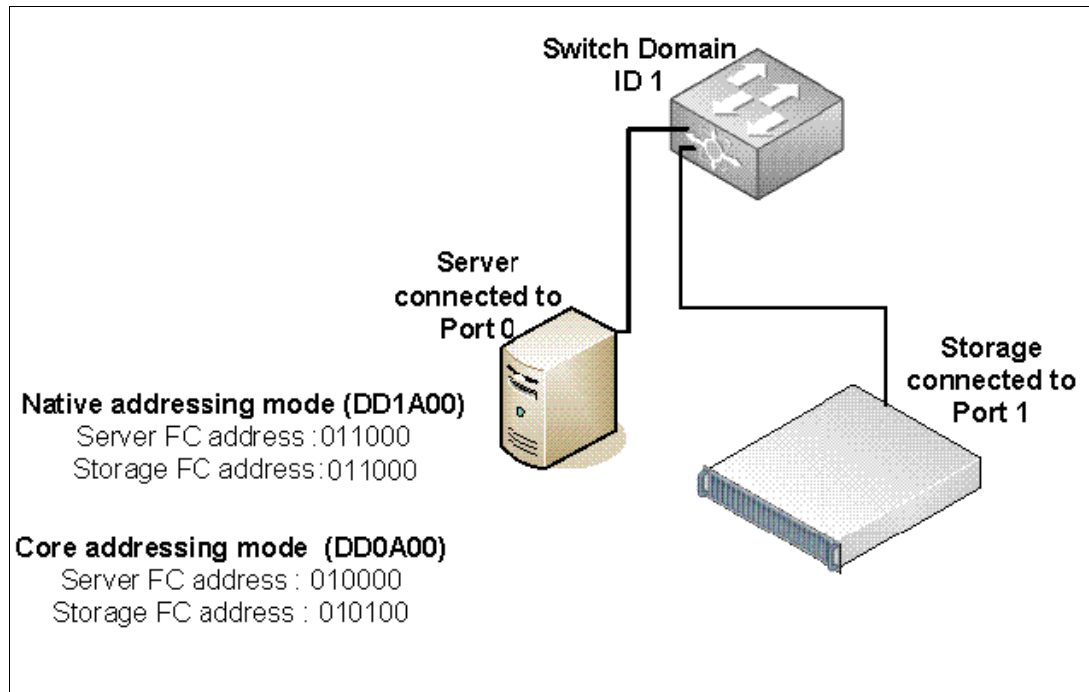 Switch Domain
ID 1
Server
connected to
Port 0
Storage
connected to
Port 1
Native addressing mode (DD1A00)
Server FC address :011000
Storage FC address:011000
Core addressing mode (DD0A00)
Server FC address : 010000
Storage FC address : 010100